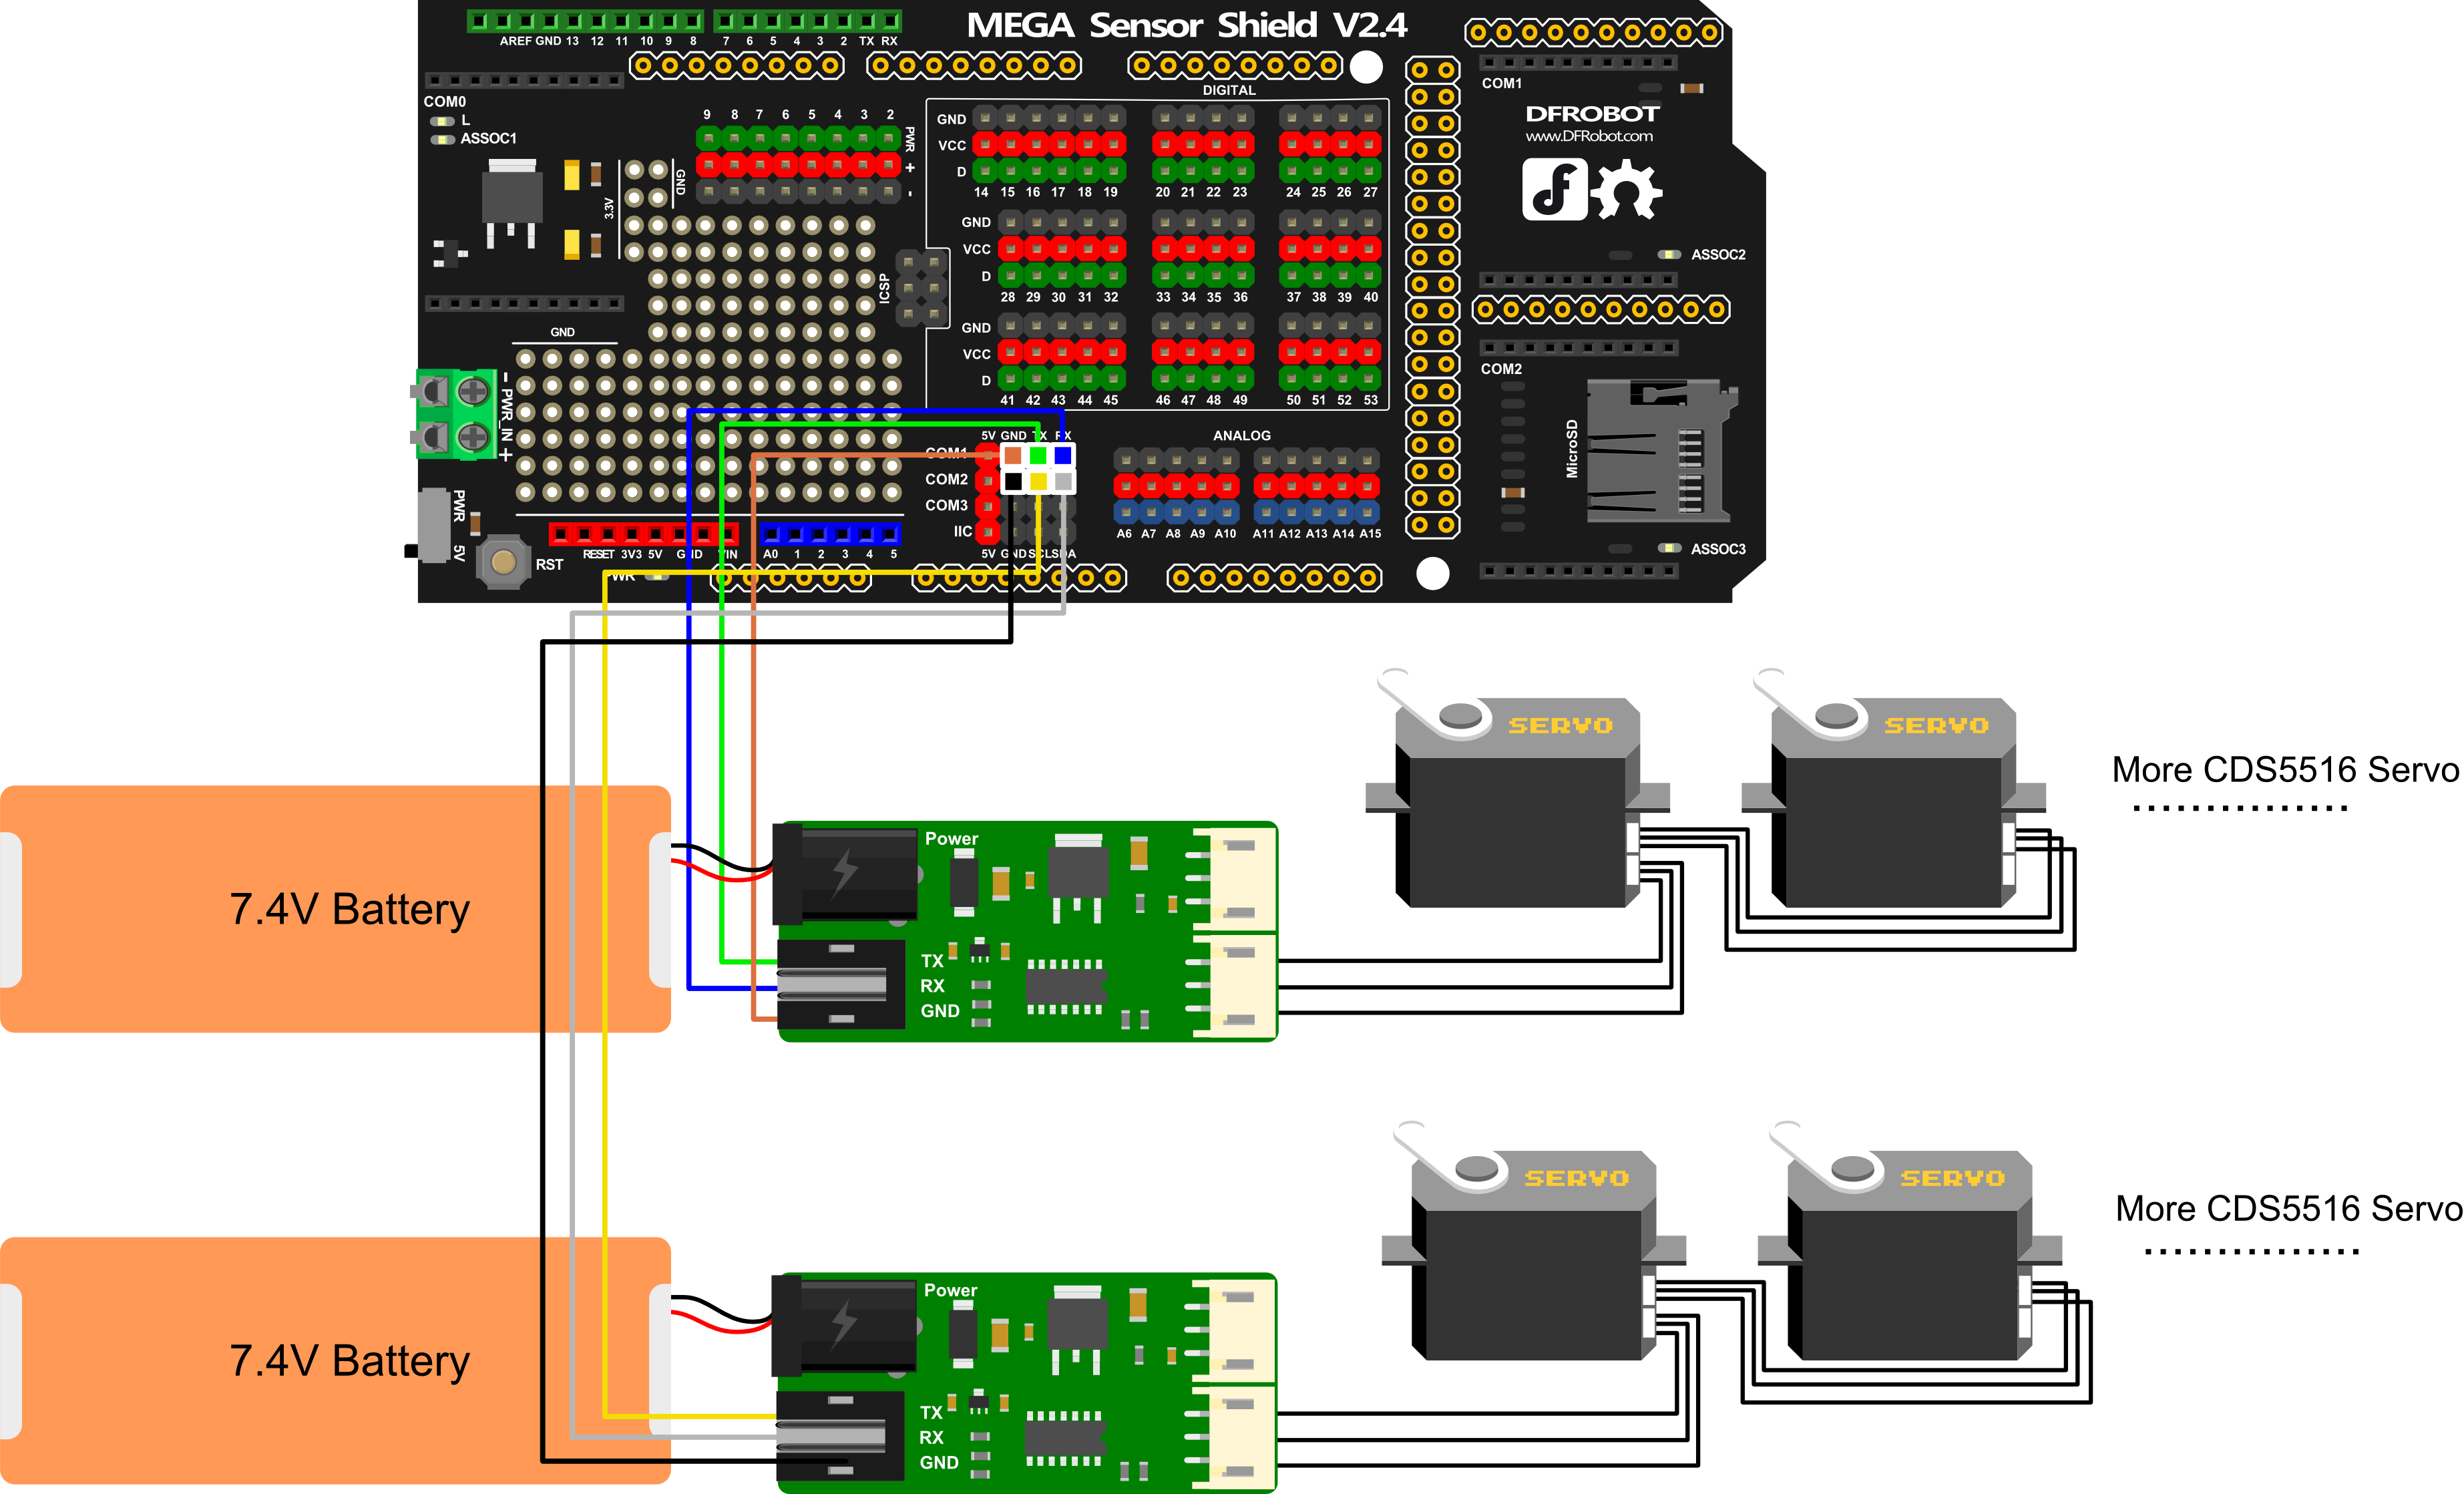 MEGA Sensor Shield V2.4
AREF GND 13 12 11 10 9 8 7 6 5 4 3 2 TX RX
COM0
L
ASSOC1
9 8 7 6 5 4 3 2
PWR
+
-
GND
3.3V
ICSP
GND
- PWR_IN +
PWR 5V
RST
PWR
RESET 3V3 5V GND VIN A0 1 2 3 4 5
DIGITAL
GND
VCC
D
14 15 16 17 18 19 20 21 22 23 24 25 26 27
GND
VCC
D
28 29 30 31 32 33 34 35 36 37 38 39 40
GND
VCC
D
41 42 43 44 45 46 47 48 49 50 51 52 53
5V GND TX RX
COM1
COM2
COM3
IIC
5V GND SCL SDA
ANALOG
A6 A7 A8 A9 A10 A11 A12 A13 A14 A15
COM1
DFROBOT
www.DFRobot.com
df
ASSOC2
COM2
MicroSD
ASSOC3
SERVO
SERVO
More CDS5516 Servo
...............
7.4V Battery
Power
TX
RX
GND
SERVO
SERVO
More CDS5516 Servo
...............
7.4V Battery
Power
TX
RX
GND